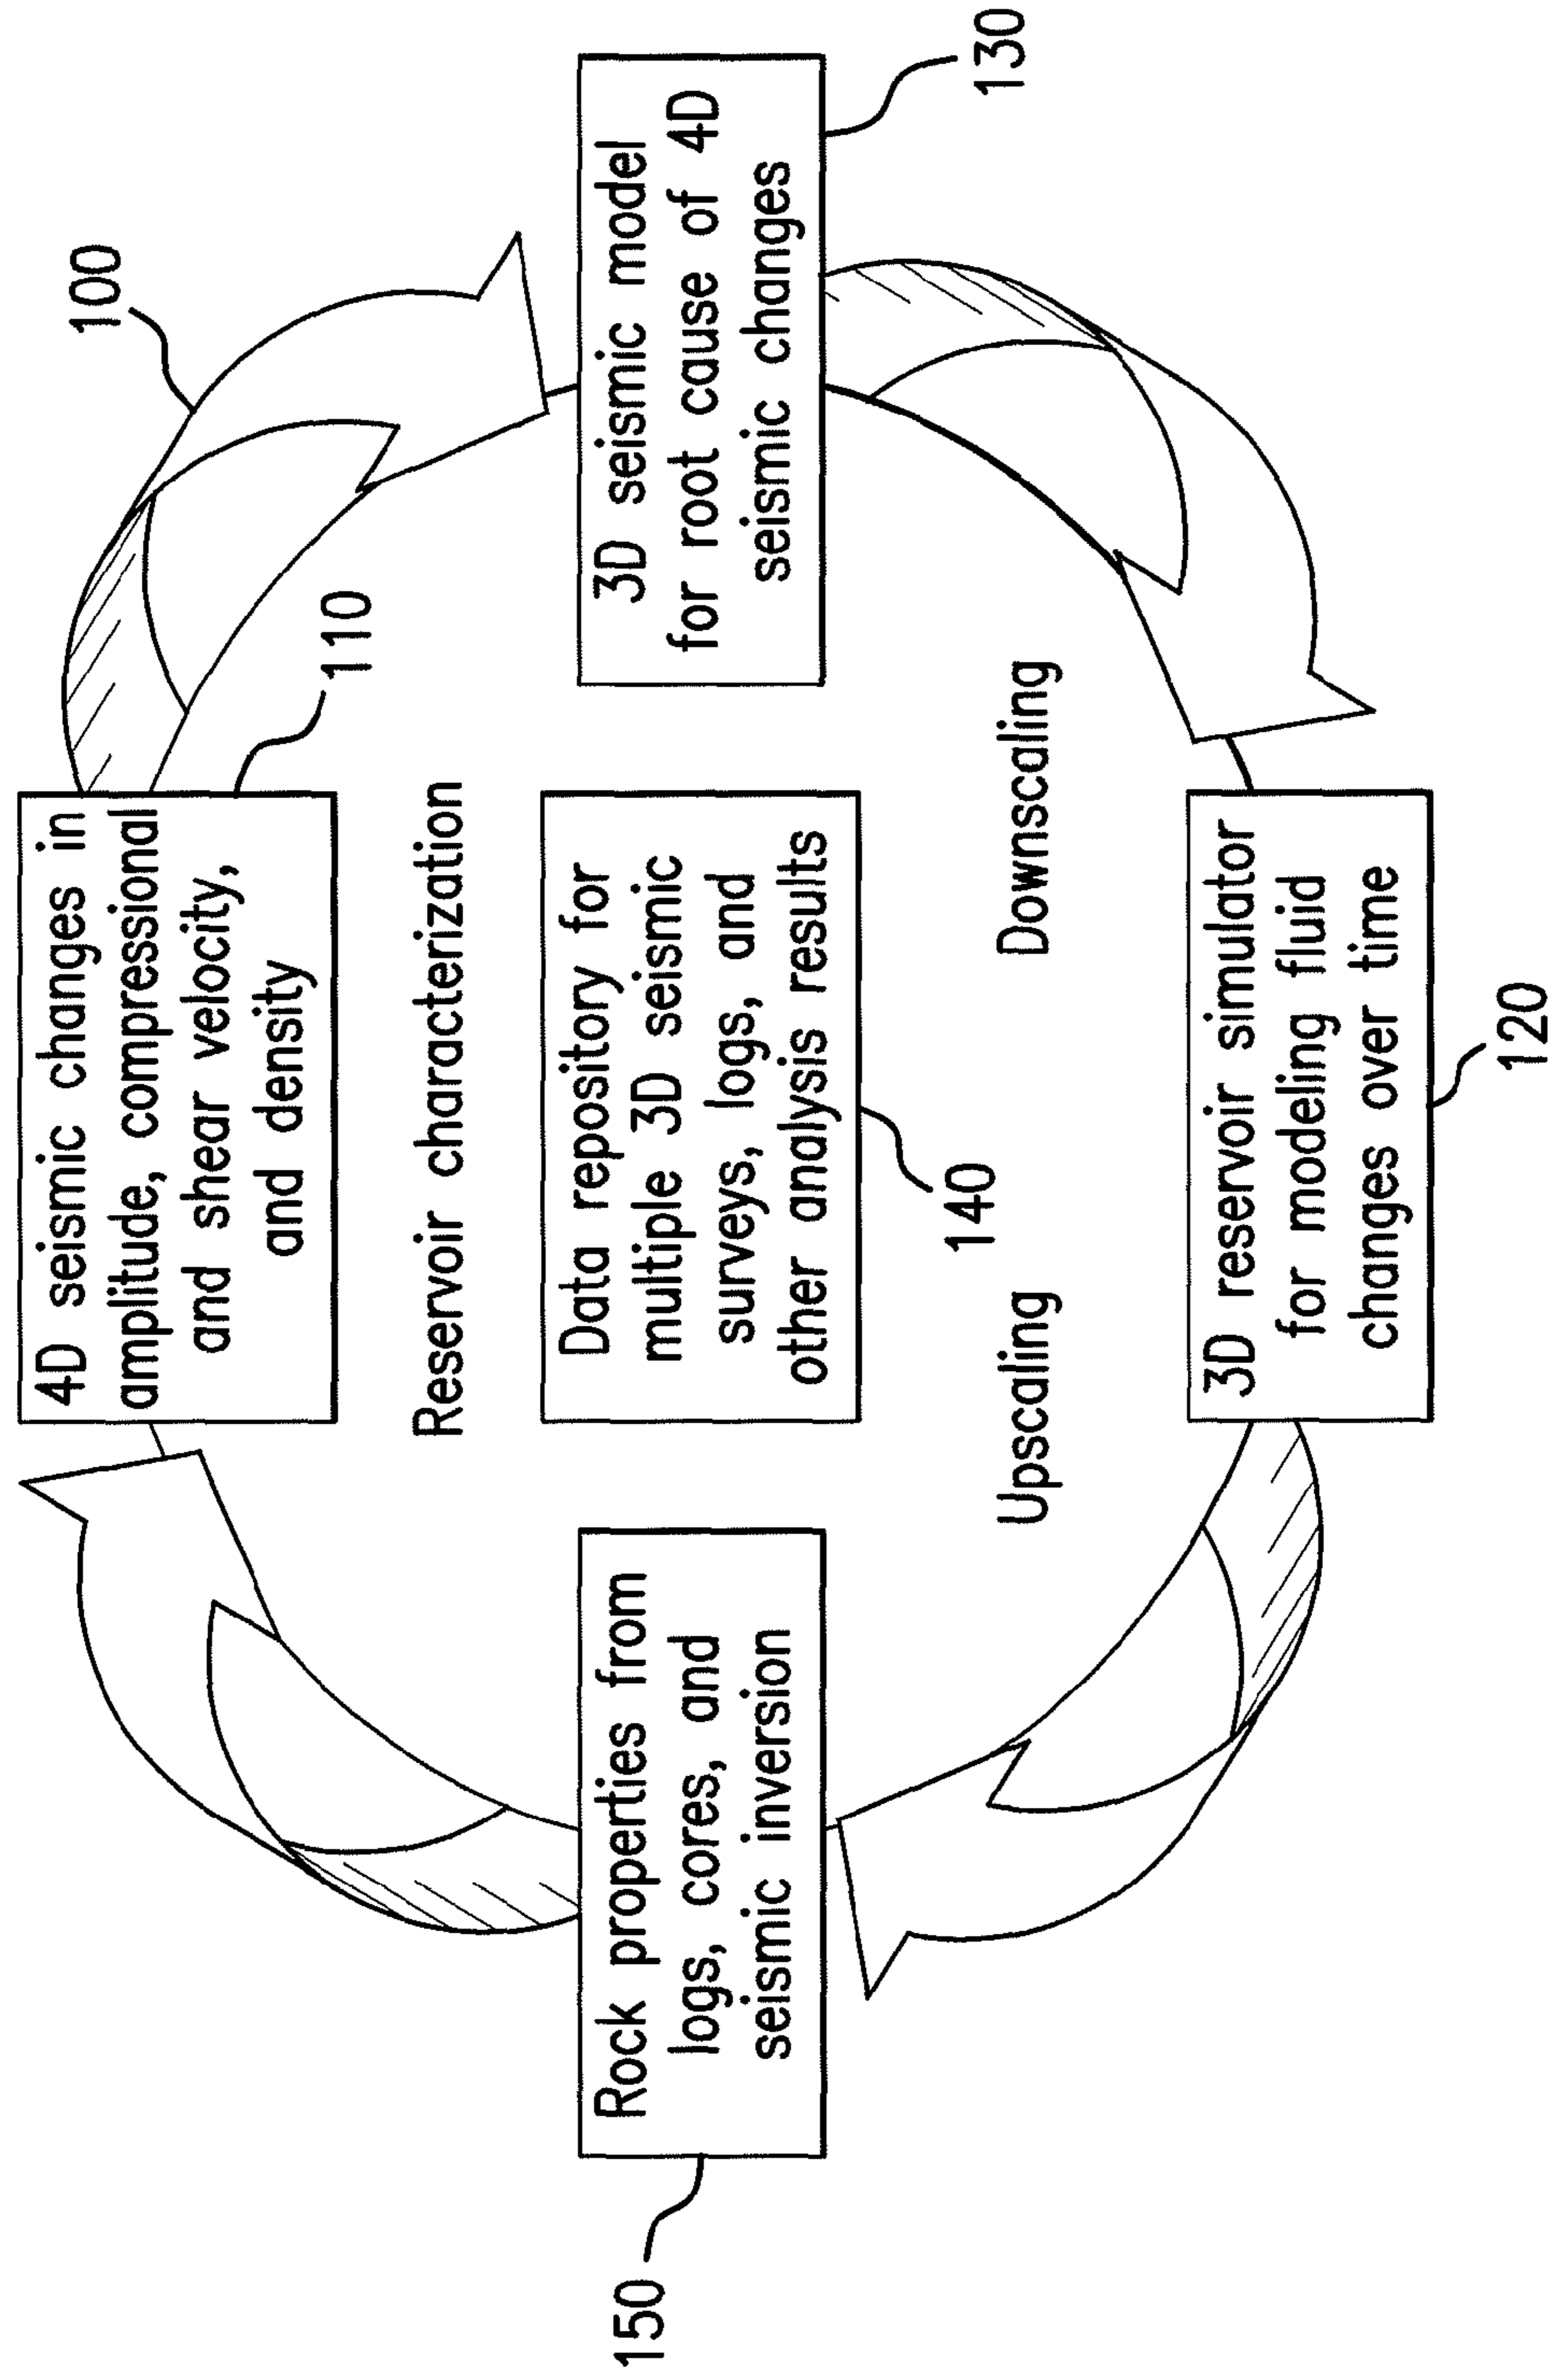 100
4D seismic changes in
amplitude, compressional
and shear velocity,
and density
110
Reservoir characterization
150
Rock properties from
logs, cores, and
seismic inversion
Data repository for
multiple 3D seismic
surveys, logs, and
other analysis results
140
3D seismic model
for root cause of 4D
seismic changes
130
Upscaling
Downscaling
3D reservoir simulator
for modeling fluid
changes over time
120